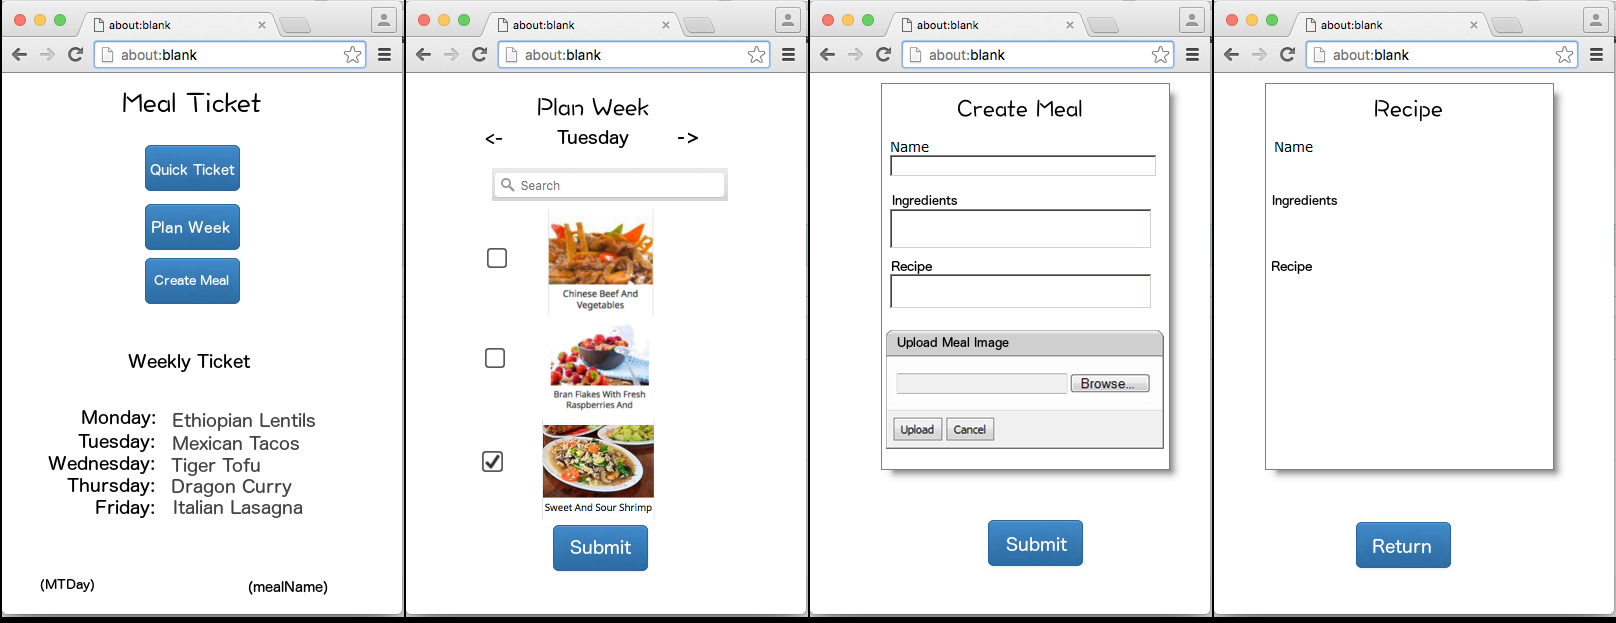 about:blank
about:blank
Meal Ticket
Quick Ticket
Plan Week
Create Meal
Weekly Ticket
Monday: Ethiopian Lentils
Tuesday: Mexican Tacos
Wednesday: Tiger Tofu
Thursday: Dragon Curry
Friday: Italian Lasagna
(MTDay) (mealName)
about:blank
about:blank
Plan Week
<- Tuesday ->
Search
Chinese Beef And
Vegetables
Bran Flakes With Fresh
Raspberries And
Sweet And Sour Shrimp
Submit
about:blank
about:blank
Create Meal
Name
Ingredients
Recipe
Upload Meal Image
Browse...
Upload Cancel
Submit
about:blank
about:blank
Recipe
Name
Ingredients
Recipe
Return